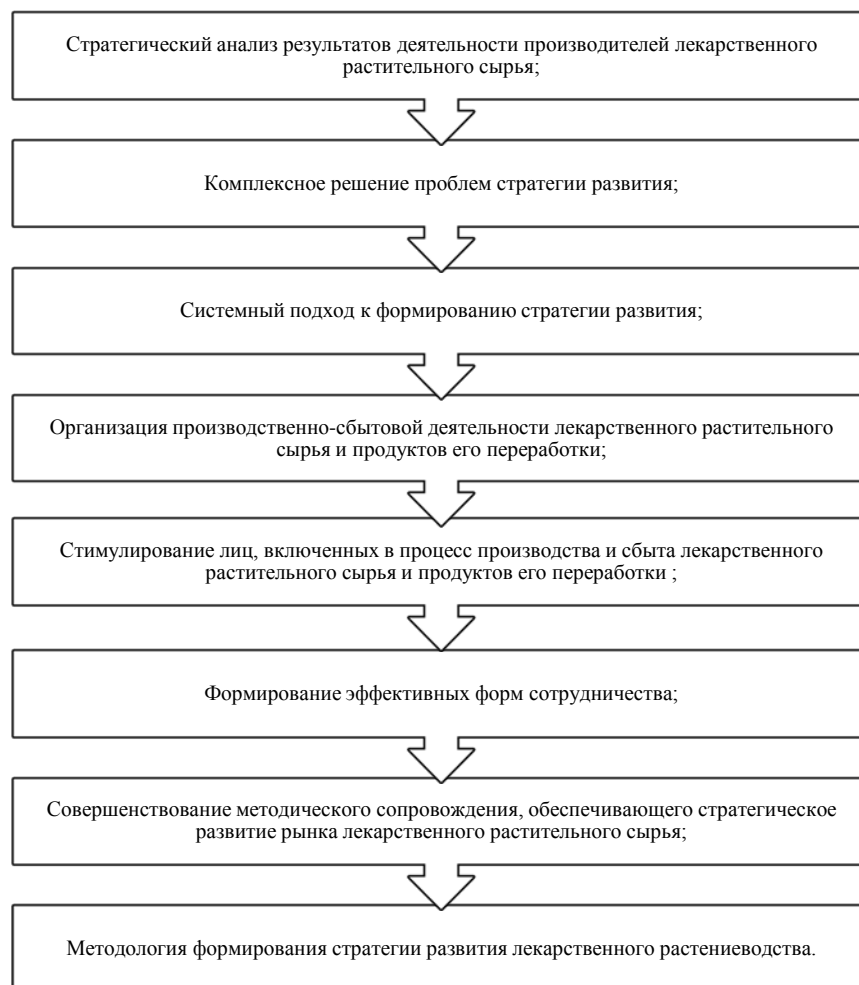 Стратегический анализ результатов деятельности производителей лекарственного
растительного сырья;
Комплексное решение проблем стратегии развития;
Системный подход к формированию стратегии развития;
Организация производственно-сбытовой деятельности лекарственного растительного
сырья и продуктов его переработки;
Стимулирование лиц, включенных в процесс производства и сбыта лекарственного
растительного сырья и продуктов его переработки ;
Формирование эффективных форм сотрудничества;
Совершенствование методического сопровождения, обеспечивающего стратегическое
развитие рынка лекарственного растительного сырья;
Методология формирования стратегии развития лекарственного растениеводства.